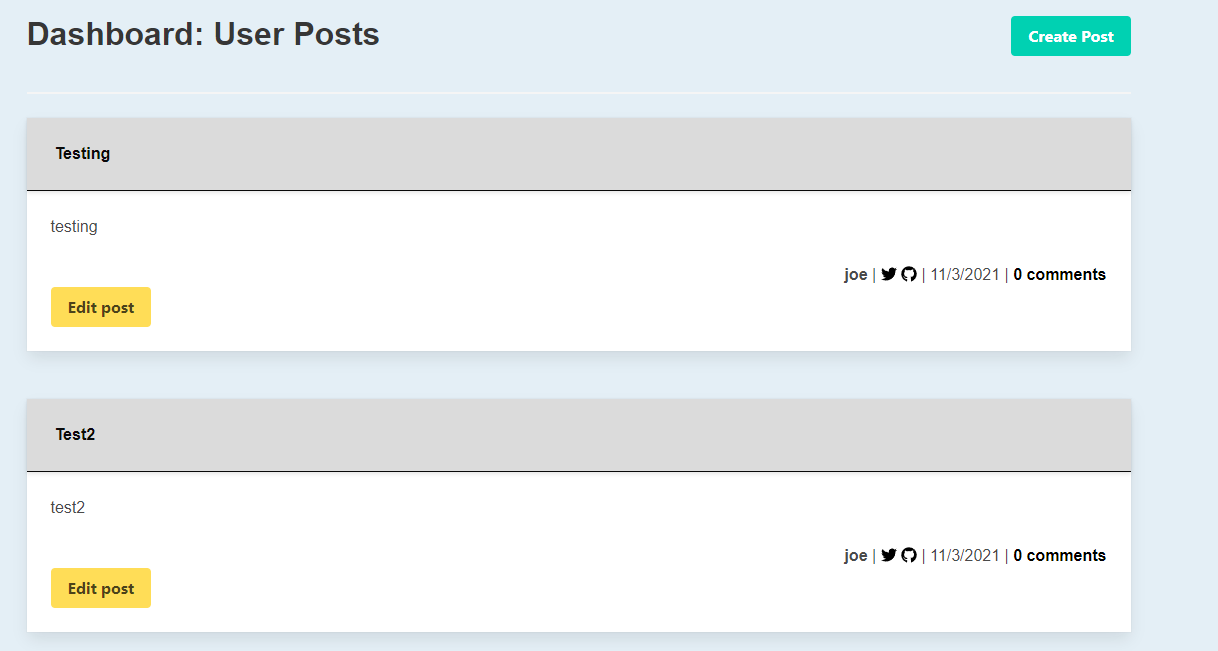 Dashboard: User Posts
Create Post
Testing
testing
joe | | 11/3/2021 | 0 comments
Edit post
Test2
test2
joe | | 11/3/2021 | 0 comments
Edit post